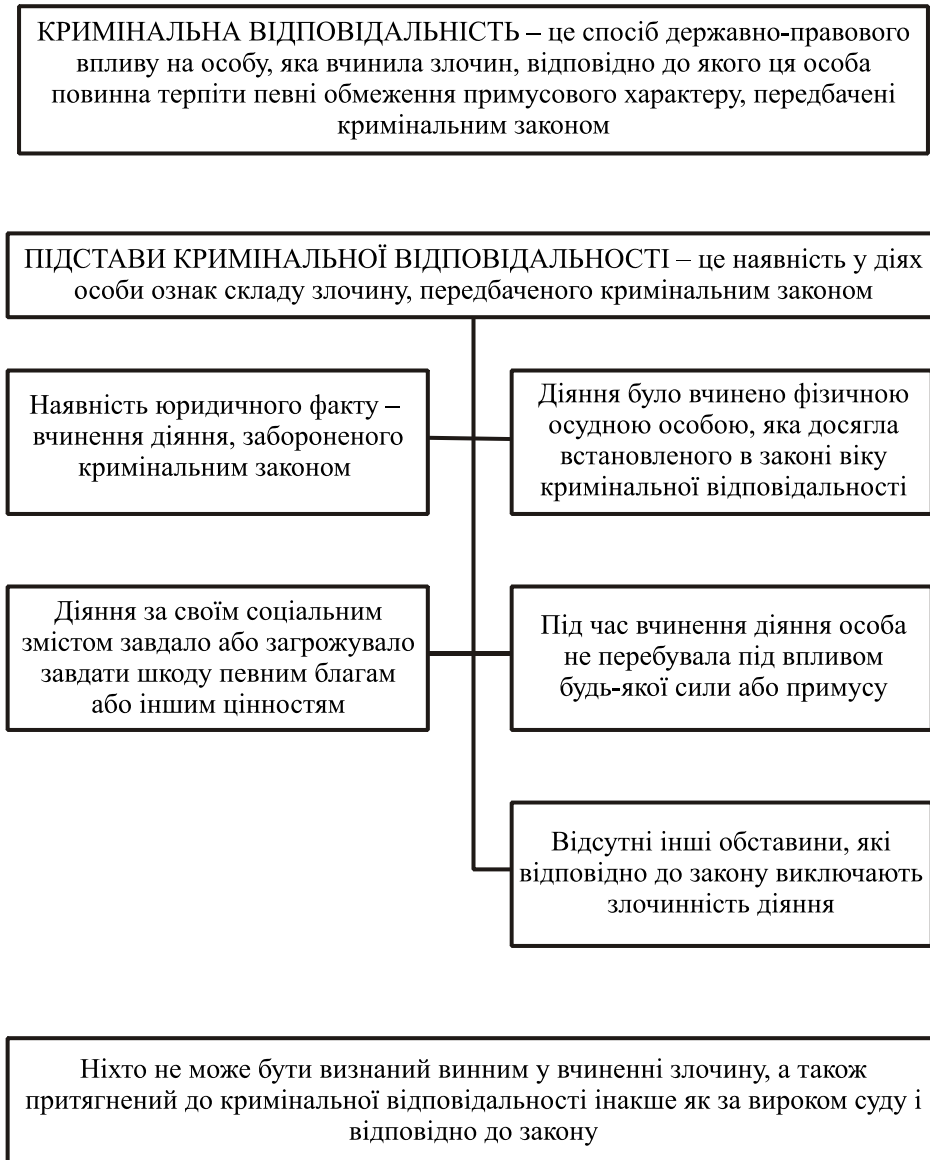 КРИМІНАЛЬНА ВІДПОВІДАЛЬНІСТЬ – це спосіб державно-правового
впливу на особу, яка вчинила злочин, відповідно до якого ця особа
повинна терпіти певні обмеження примусового характеру, передбачені
кримінальним законом
ПІДСТАВИ КРИМІНАЛЬНОЇ ВІДПОВІДАЛЬНОСТІ – це наявність у діях
особи ознак складу злочину, передбаченого кримінальним законом
Наявність юридичного факту –
вчинення діяння, забороненого
кримінальним законом
Діяння було вчинено фізичною
осудною особою, яка досягла
встановленого в законі віку
кримінальної відповідальності
Діяння за своїм соціальним
змістом завдало або загрожувало
завдати шкоду певним благам
або іншим цінностям
Під час вчинення діяння особа
не перебувала під впливом
будь-якої сили або примусу
Відсутні інші обставини, які
відповідно до закону виключають
злочинність діяння
Ніхто не може бути визнаний винним у вчиненні злочину, а також
притягнений до кримінальної відповідальності інакше як за вироком суду і
відповідно до закону